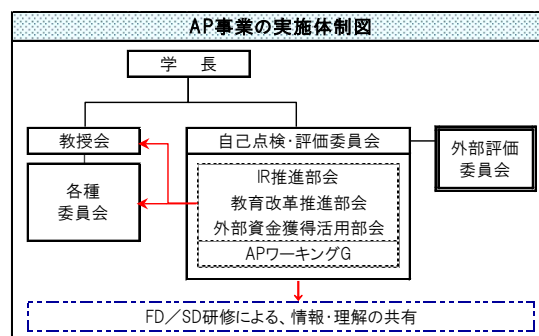 AP事業の実施体制図
学　長
教授会
自己点検・評価委員会
外部評価
委員会
各種
委員会
IR推進部会
教育改革推進部会
外部資金獲得活用部会
APワーキングG
FD／SD研修による、情報・理解の共有